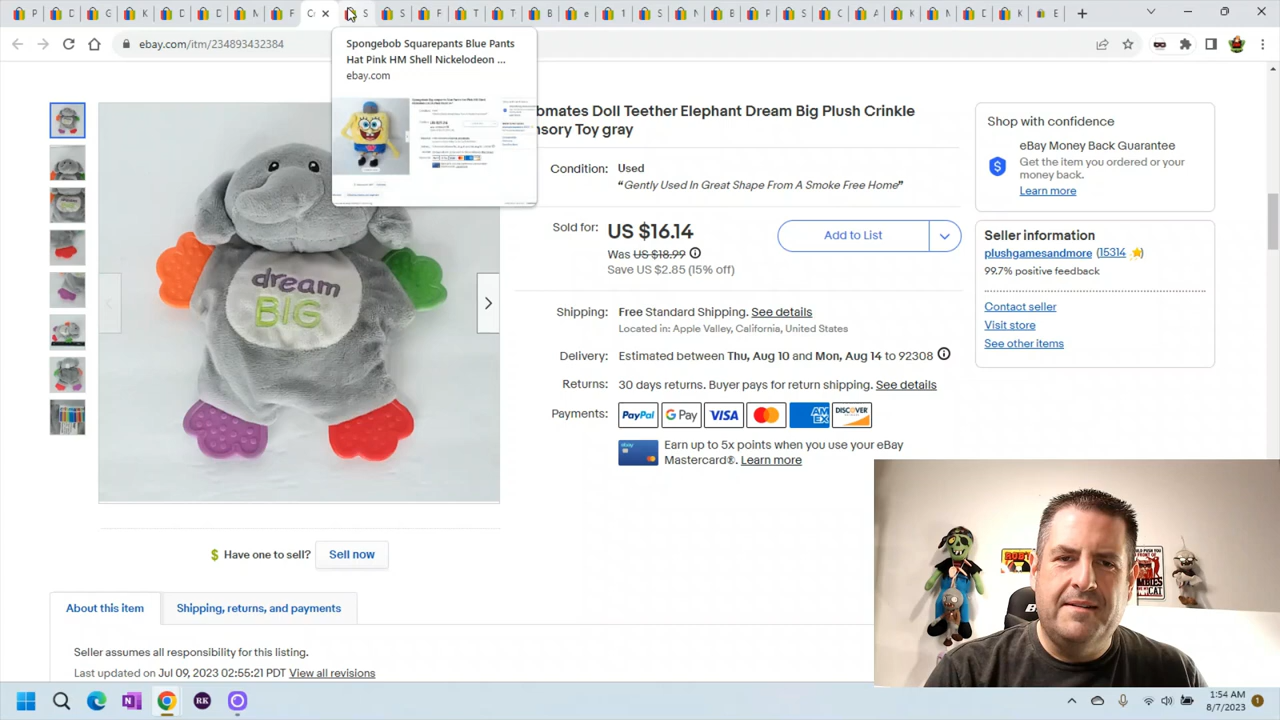 ebay.com/itm/234893432384
Spongebob Squarepants Blue Pants
Hat Pink HM Shell Nickelodeon ...
ebay.com
Doll Teether Elephant Dream Big Plush Crinkle
Toy gray
dream
BIG
Condition: Used
“Gently Used In Great Shape From A Smoke Free Home”
Sold for: US $16.14
Add to List
Was US $18.99
Save US $2.85 (15% off)
Shipping: Free Standard Shipping. See details
Located in: Apple Valley, California, United States
Delivery: Estimated between Thu, Aug 10 and Mon, Aug 14 to 92308
Returns: 30 days returns. Buyer pays for return shipping. See details
Payments: PayPal G Pay VISA mastercard AM EX DISCOVER
Earn up to 5x points when you use your eBay
Mastercard®. Learn more
Shop with confidence
eBay Money Back Guarantee
Get the item you ordered or your
money back.
Learn more
Seller information
plushgamesandmore (15314)
99.7% positive feedback
Contact seller
Visit store
See other items
Have one to sell? Sell now
About this item
Shipping, returns, and payments
Seller assumes all responsibility for this listing.
Last updated on Jul 09, 2023 02:55:21 PDT View all revisions
1:54 AM
8/7/2023